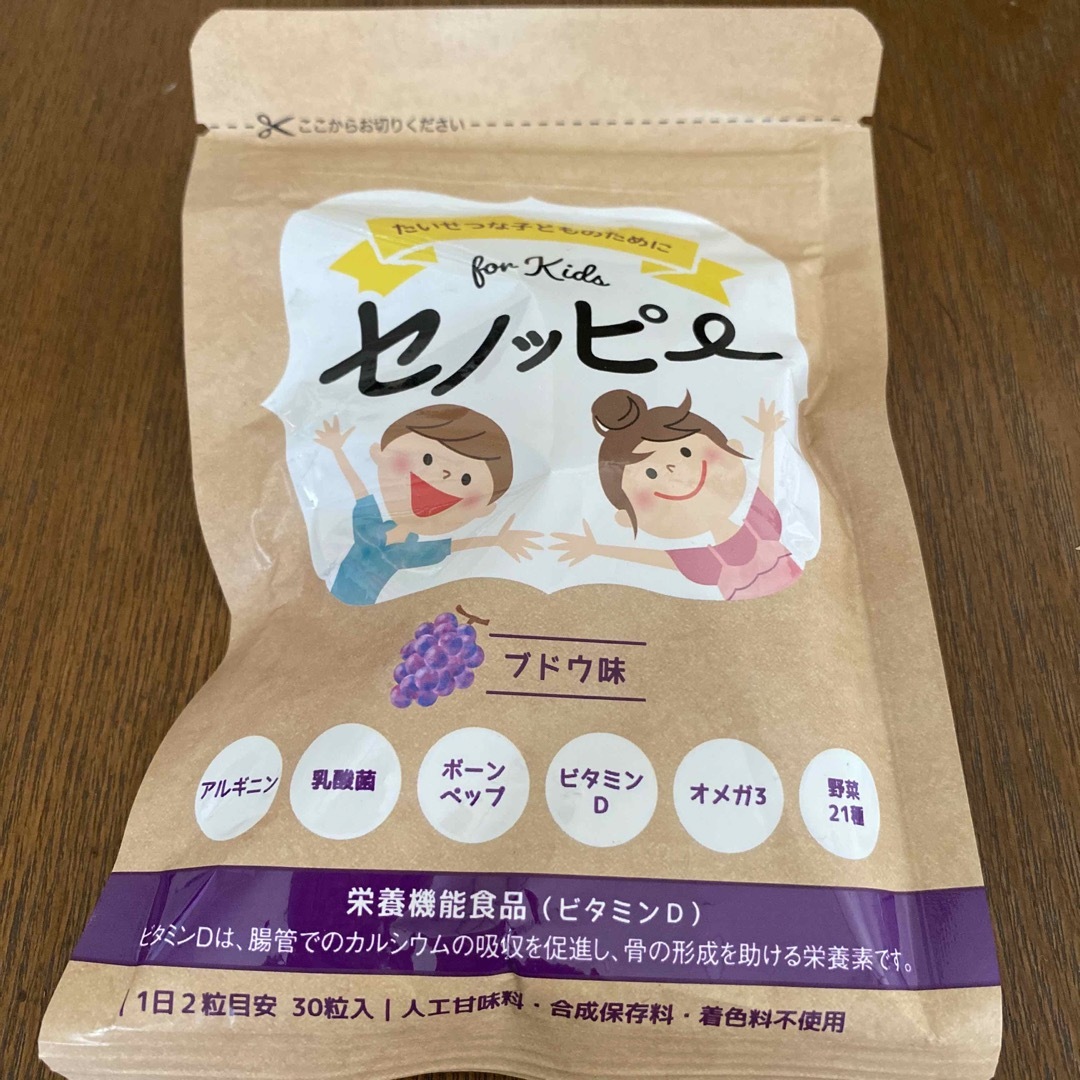 ここからお切りください
たいせつな子どものために
for Kids
セノッピー
ブドウ味
アルギニン
乳酸菌
ボーン
ペップ
ビタミン
D
オメガ3
野菜
21種
栄養機能食品（ビタミンD）
ビタミンDは、腸管でのカルシウムの吸収を促進し、骨の形成を助ける栄養素です。
1日2粒目安 30粒入 | 人工甘味料・合成保存料・着色料不使用